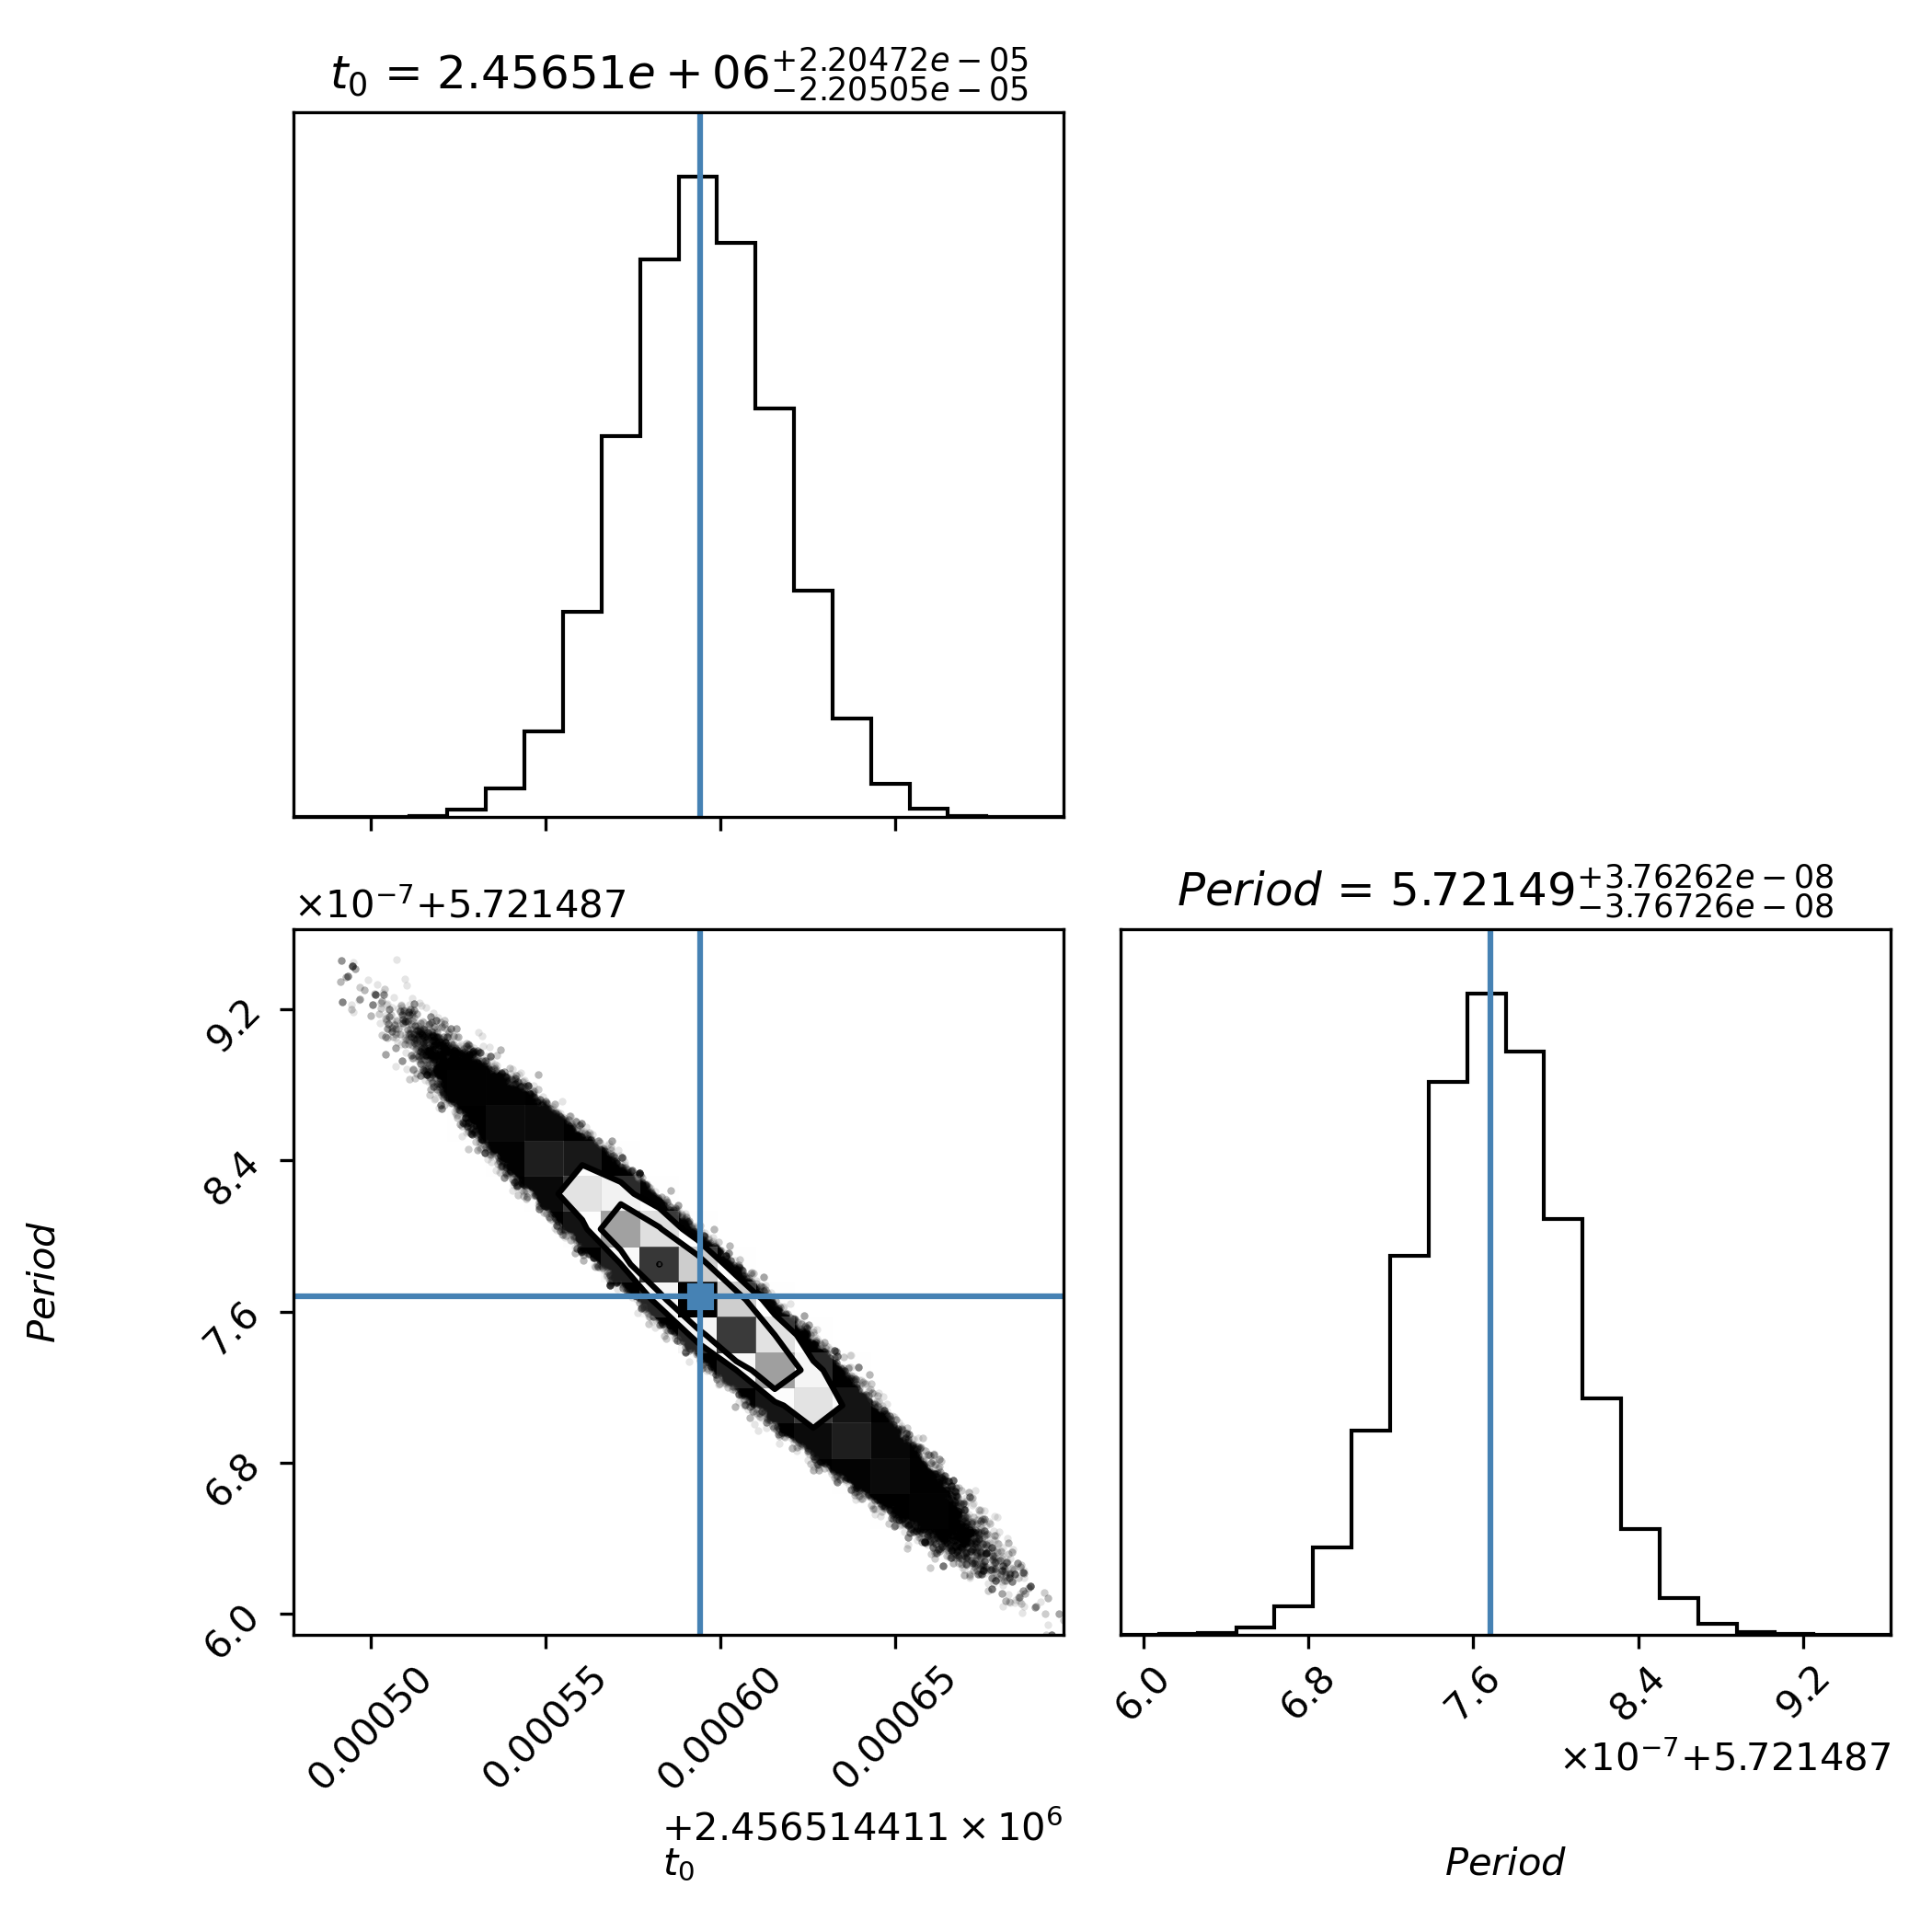 t₀ = 2.45651e + 06 +2.20472e − 05 −2.20505e − 05
×10⁻⁷+5.721487
Period = 5.72149 +3.76262e − 08 −3.76726e − 08
9.2
8.4
7.6
6.8
6.0
Period
0.00050 0.00055 0.00060 0.00065
+2.456514411 × 10⁶
t₀
6.0 6.8 7.6 8.4 9.2
×10⁻⁷+5.721487
Period